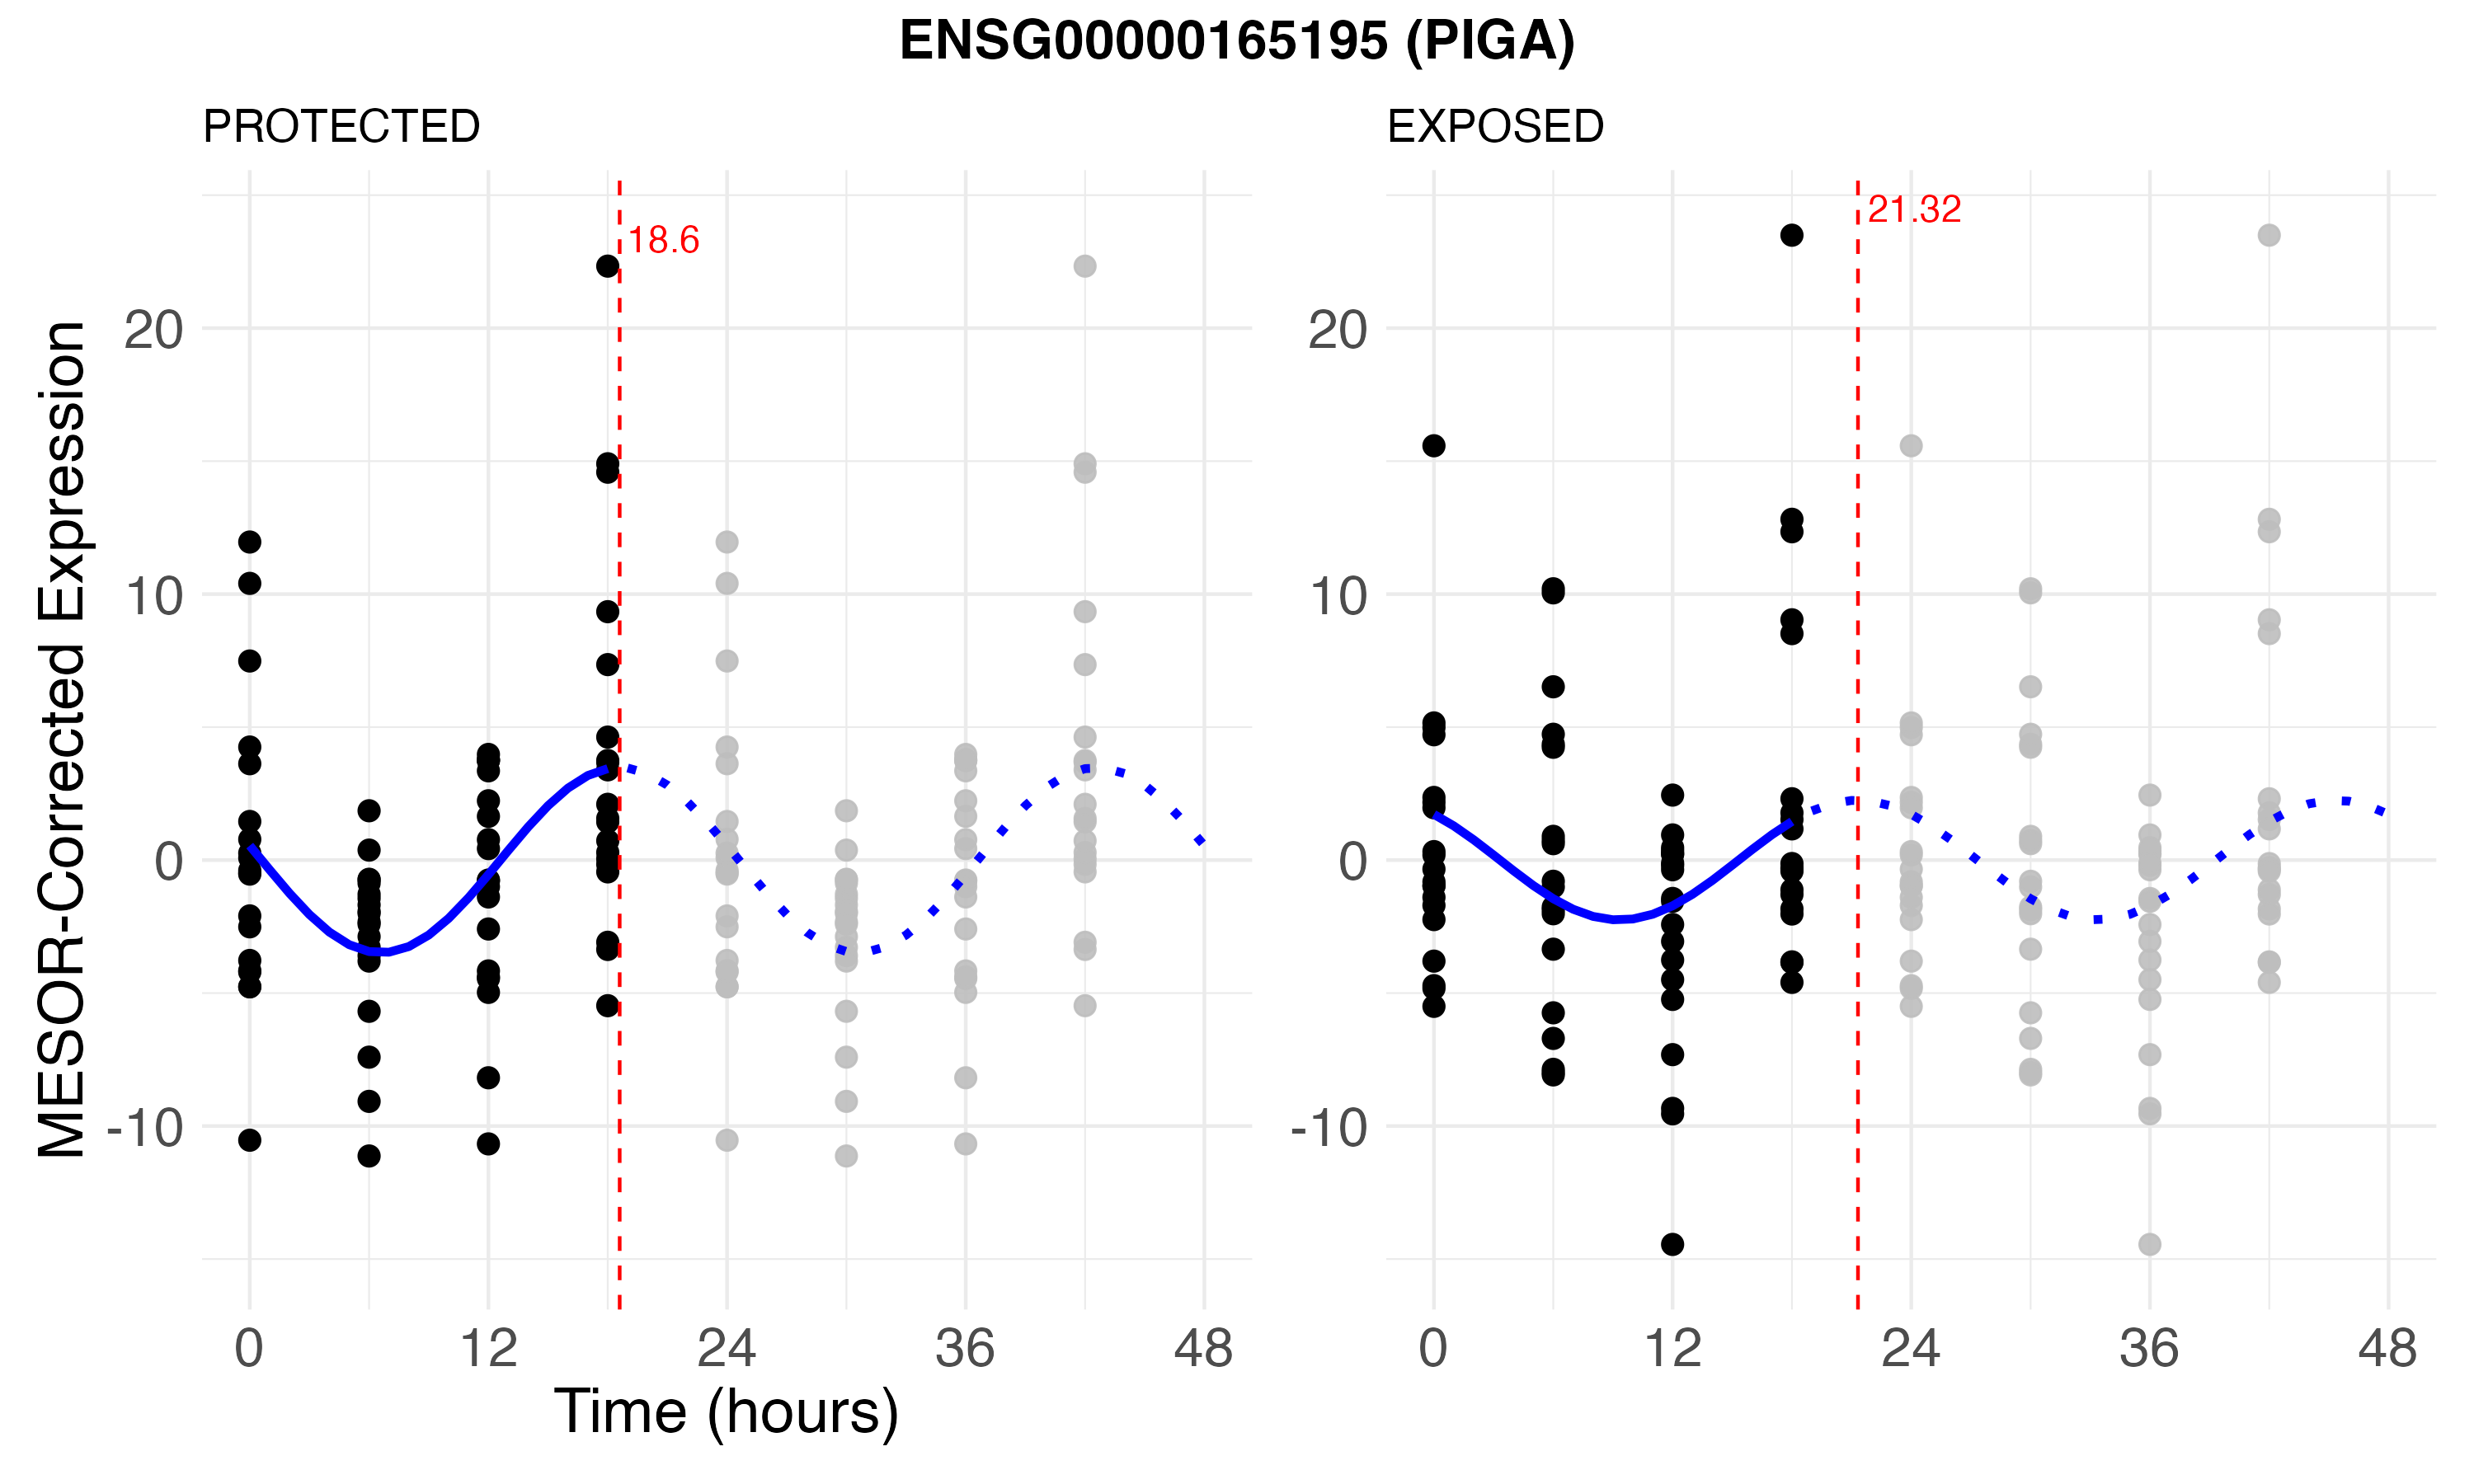 ENSG00000165195 (PIGA)
PROTECTED
EXPOSED
MESOR-Corrected Expression
20
10
0
-10
18.6
0 12 24 36 48
20
10
0
-10
21.32
0 12 24 36 48
Time (hours)